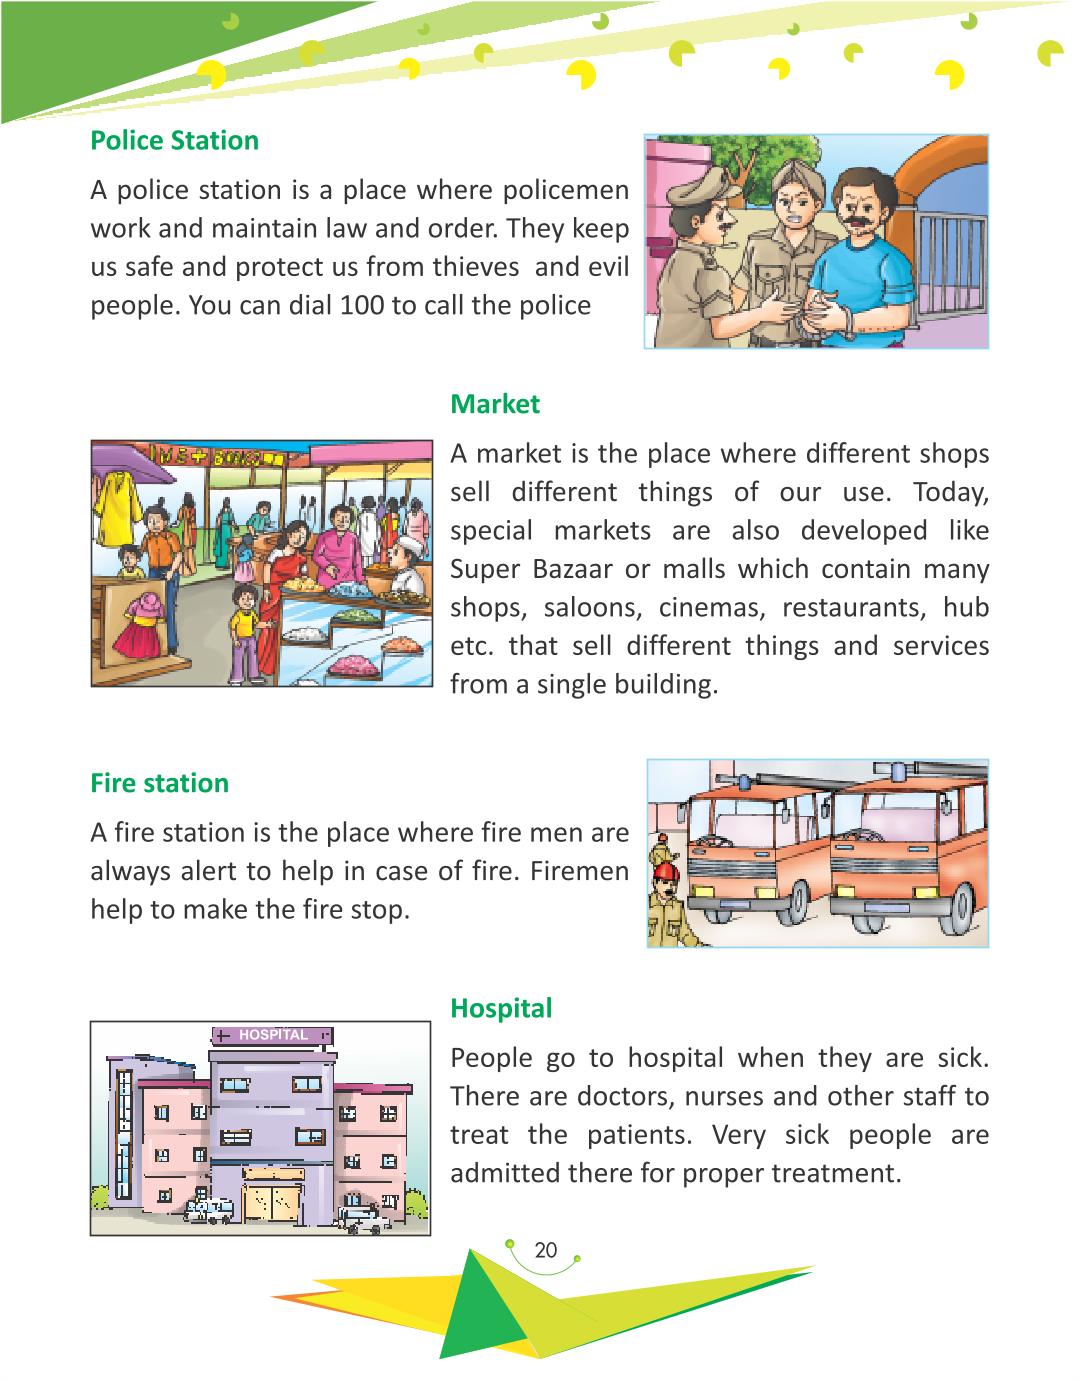 Police Station
A police station is a place where policemen
work and maintain law and order. They keep
us safe and protect us from thieves and evil
people. You can dial 100 to call the police
Market
A market is the place where different shops
sell different things of our use. Today,
special markets are also developed like
Super Bazaar or malls which contain many
shops, saloons, cinemas, restaurants, hub
etc. that sell different things and services
from a single building.
Fire station
A fire station is the place where fire men are
always alert to help in case of fire. Firemen
help to make the fire stop.
HOSPITAL
Hospital
People go to hospital when they are sick.
There are doctors, nurses and other staff to
treat the patients. Very sick people are
admitted there for proper treatment.
20